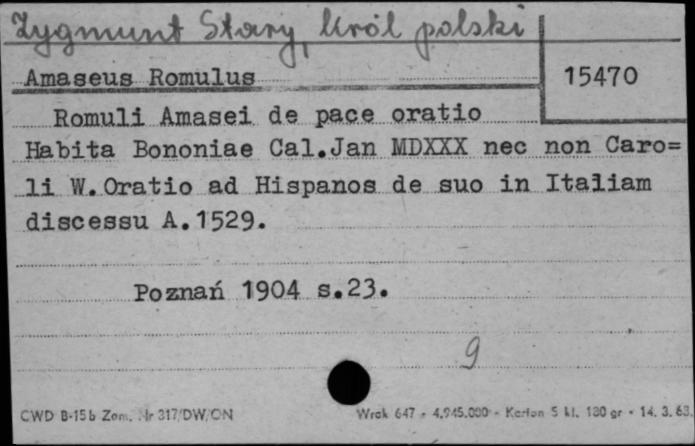 Zygmunt Stary, Król polski
Amaseus Romulus
15470
Romuli Amasei de pace oratio
Habita Bononiae Cal.Jan MDXXX nec non Caro=
li W.Oratio ad Hispanos de suo in Italiam
discessu A.1529.
Poznań 1904 s.23.
9
CWD B-15b Zam. Nr 317/DW/ON
Wrok 647 - 4.945.000 - Karton 5 kl. 180 gr - 14. 3. 63.